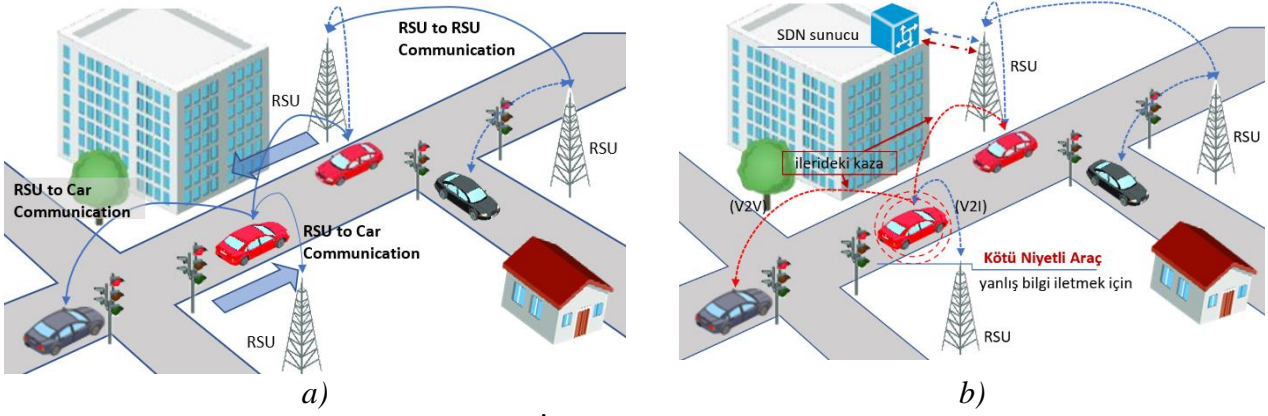 RSU to RSU
Communication
RSU
RSU
RSU to Car
Communication
RSU to Car
Communication
RSU
a)
SDN sunucu
RSU
RSU
ilerideki kaza
(V2V)
(V2I)
Kötü Niyetli Araç
yanlış bilgi iletmek için
RSU
b)